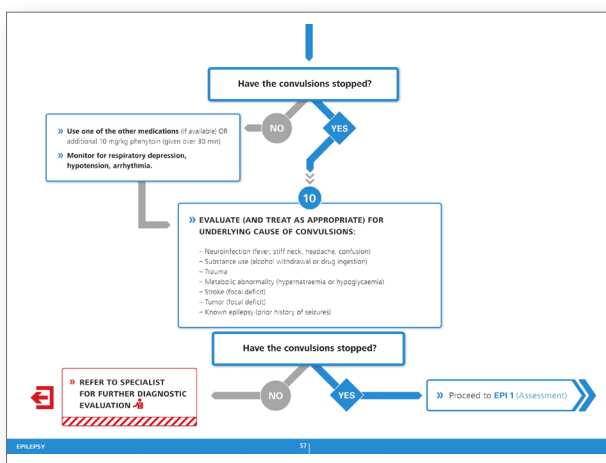 Have the convulsions stopped?
NO
YES
» Use one of the other medications (if available) OR
additional 10 mg/kg phenytoin (given over 30 min)
» Monitor for respiratory depression,
hypotension, arrhythmia.
10
» EVALUATE (AND TREAT AS APPROPRIATE) FOR
UNDERLYING CAUSE OF CONVULSIONS:
– Neuroinfection (fever, stiff neck, headache, confusion)
– Substance use (alcohol withdrawal or drug ingestion)
– Trauma
– Metabolic abnormality (hypernatraemia or hypoglycaemia)
– Stroke (focal deficit)
– Tumor (focal deficit)
– Known epilepsy (prior history of seizures)
Have the convulsions stopped?
» REFER TO SPECIALIST
FOR FURTHER DIAGNOSTIC
EVALUATION
NO
YES
» Proceed to EPI 1 (Assessment)
EPILEPSY
57